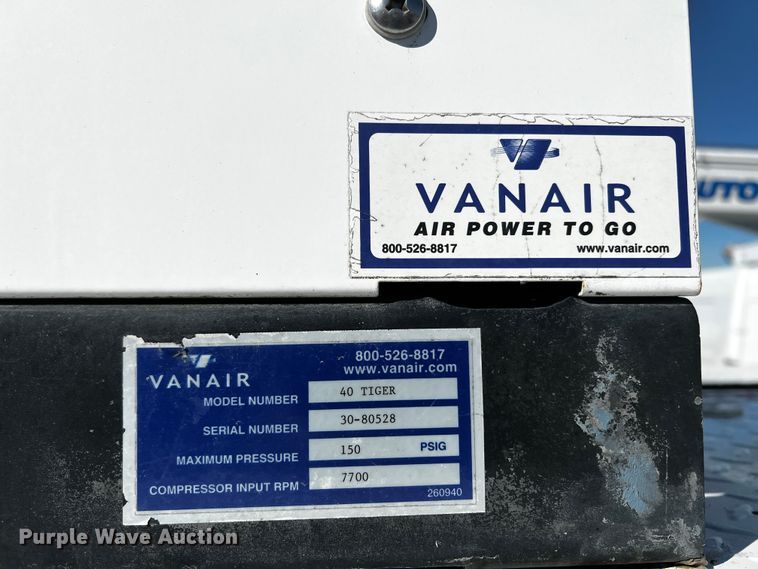 VANAIR
AIR POWER TO GO
800-526-8817 www.vanair.com
UTO
VANAIR
800-526-8817
www.vanair.com
MODEL NUMBER 40 TIGER
SERIAL NUMBER 30-80528
MAXIMUM PRESSURE 150 PSIG
COMPRESSOR INPUT RPM 7700
260940
Purple Wave Auction